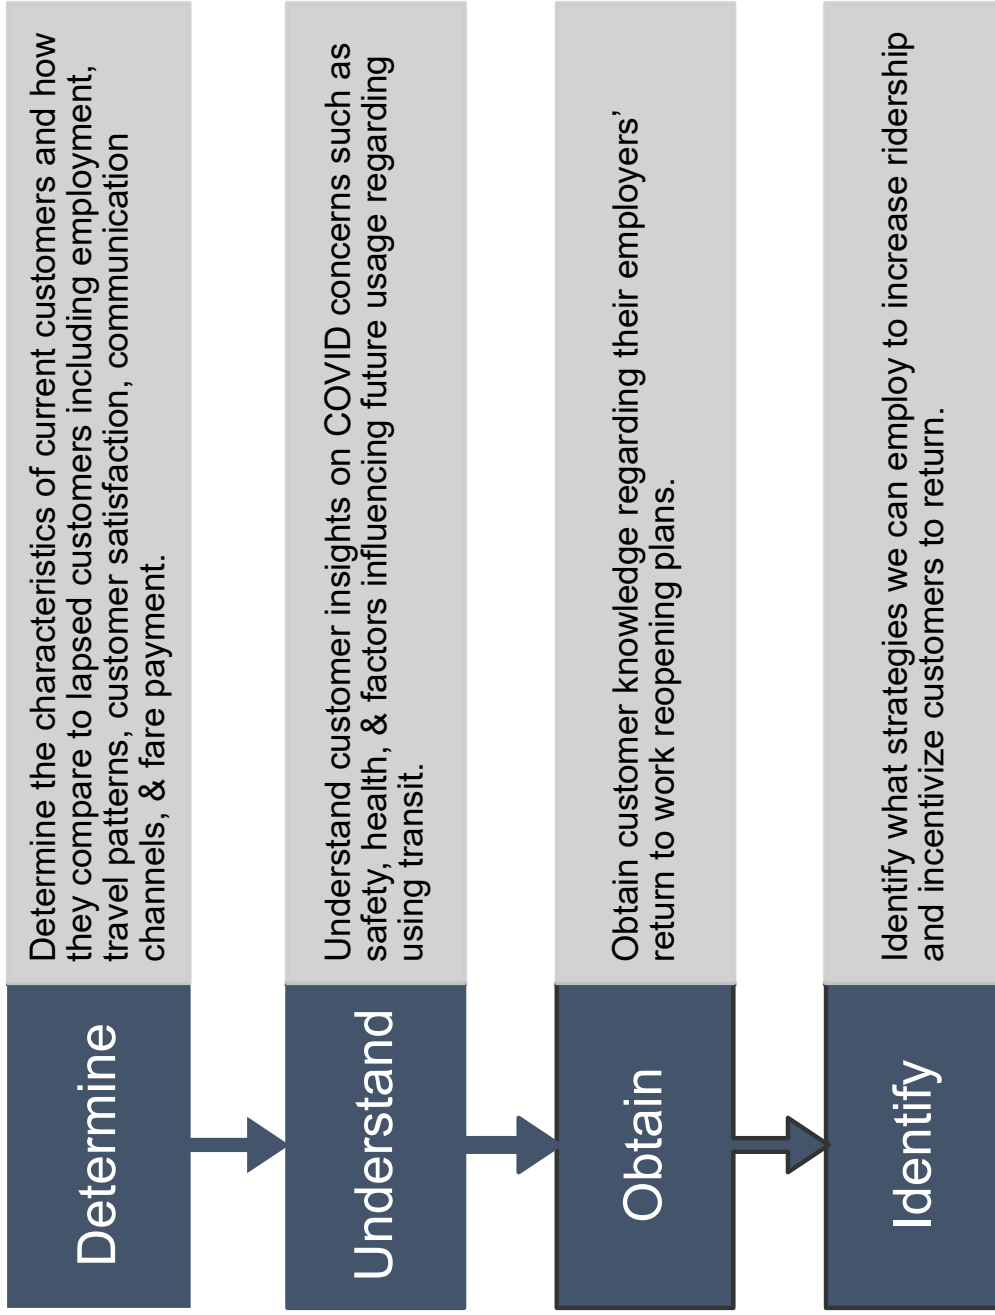 Determine
Determine the characteristics of current customers and how
they compare to lapsed customers including employment,
travel patterns, customer satisfaction, communication
channels, & fare payment.
Understand
Understand customer insights on COVID concerns such as
safety, health, & factors influencing future usage regarding
using transit.
Obtain
Obtain customer knowledge regarding their employers’
return to work reopening plans.
Identify
Identify what strategies we can employ to increase ridership
and incentivize customers to return.